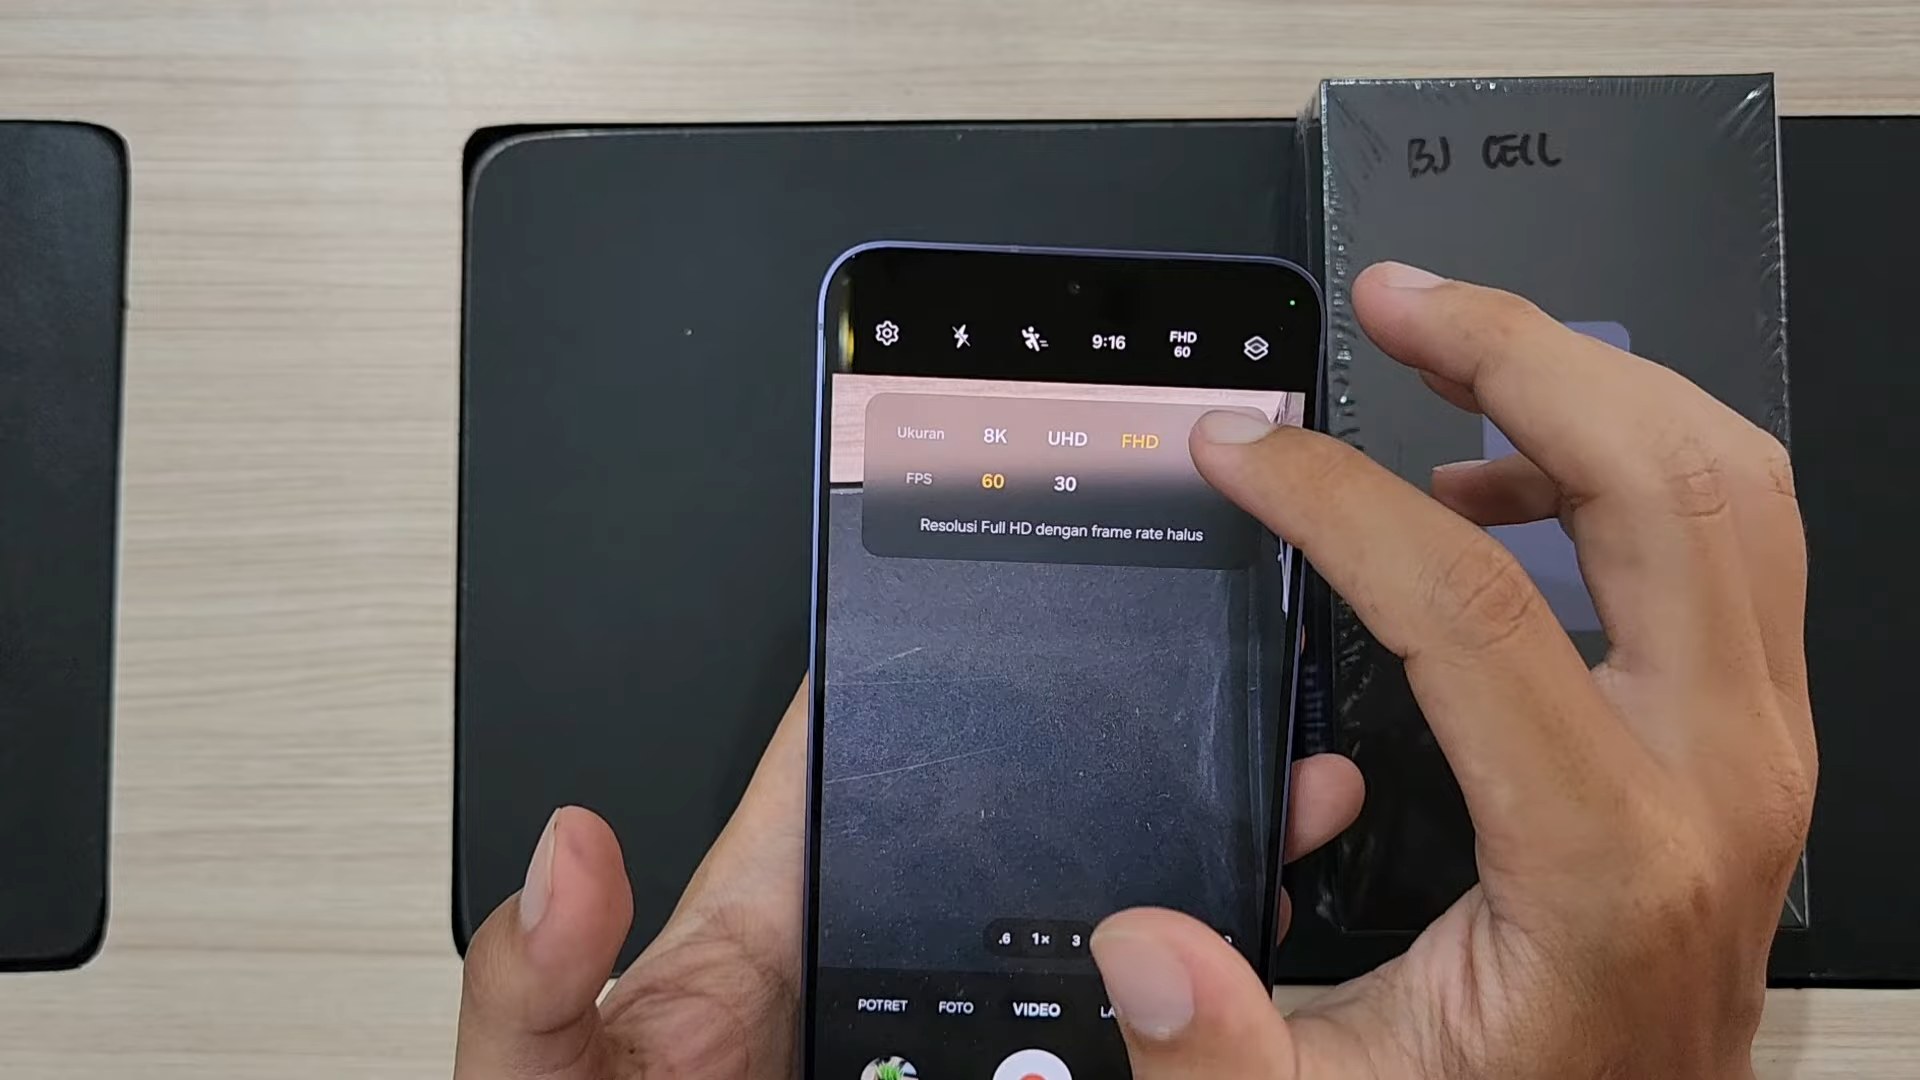 BJ CELL
9:16
FHD
60
Ukuran 8K UHD FHD
FPS 60 30
Resolusi Full HD dengan frame rate halus
.6 1x 3
POTRET FOTO VIDEO